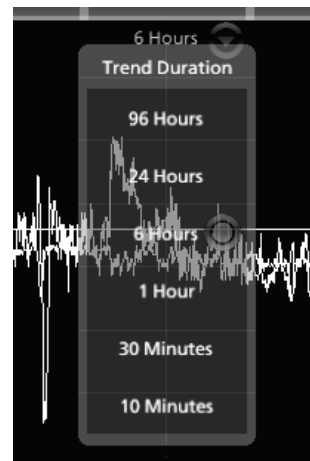 6 Hours
Trend Duration
96 Hours
24 Hours
6 Hours
1 Hour
30 Minutes
10 Minutes